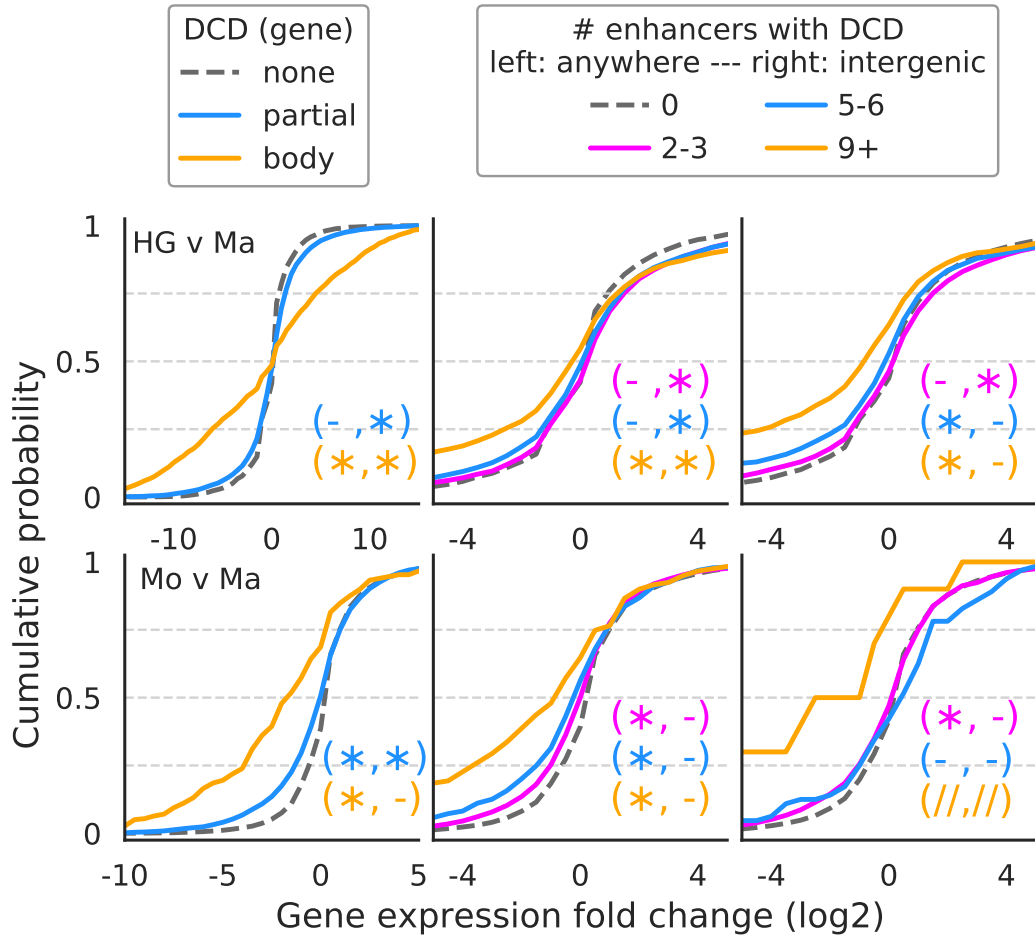 DCD (gene)
none
partial
body
# enhancers with DCD
left: anywhere --- right: intergenic
0
5-6
2-3
9+
Cumulative probability
1
0.5
0
HG v Ma
(- ,*)
(*,*)
-10 0 10
(- ,*)
(- ,*)
(*,*)
-4 0 4
(- ,*)
(*, -)
(*, -)
-4 0 4
1
0.5
0
Mo v Ma
(*,*)
(*, -)
-10 -5 0 5
(*, -)
(*, -)
(*, -)
-4 0 4
(*, -)
(- , -)
(//,//)
-4 0 4
Gene expression fold change (log2)